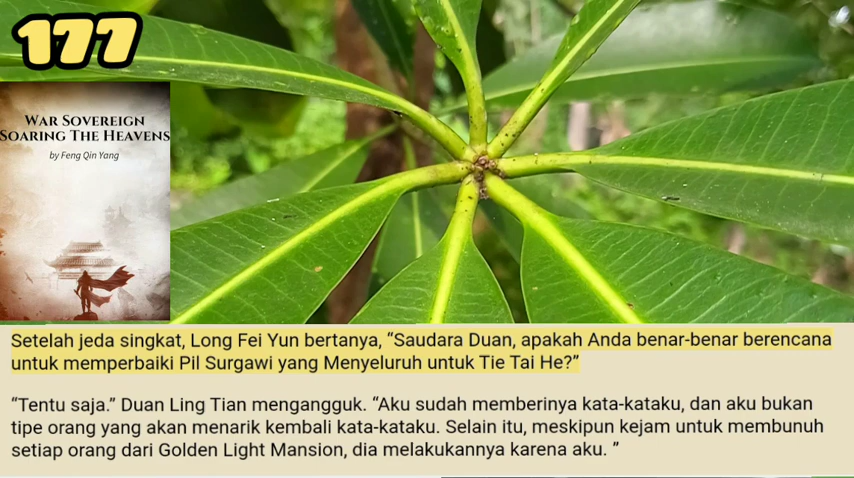 177
WAR SOVEREIGN
SOARING THE HEAVENS
by Feng Qin Yang
Setelah jeda singkat, Long Fei Yun bertanya, “Saudara Duan, apakah Anda benar-benar berencana
untuk memperbaiki Pil Surgawi yang Menyeluruh untuk Tie Tai He?”
“Tentu saja.” Duan Ling Tian mengangguk. “Aku sudah memberinya kata-kataku, dan aku bukan
tipe orang yang akan menarik kembali kata-kataku. Selain itu, meskipun kejam untuk membunuh
setiap orang dari Golden Light Mansion, dia melakukannya karena aku. ”